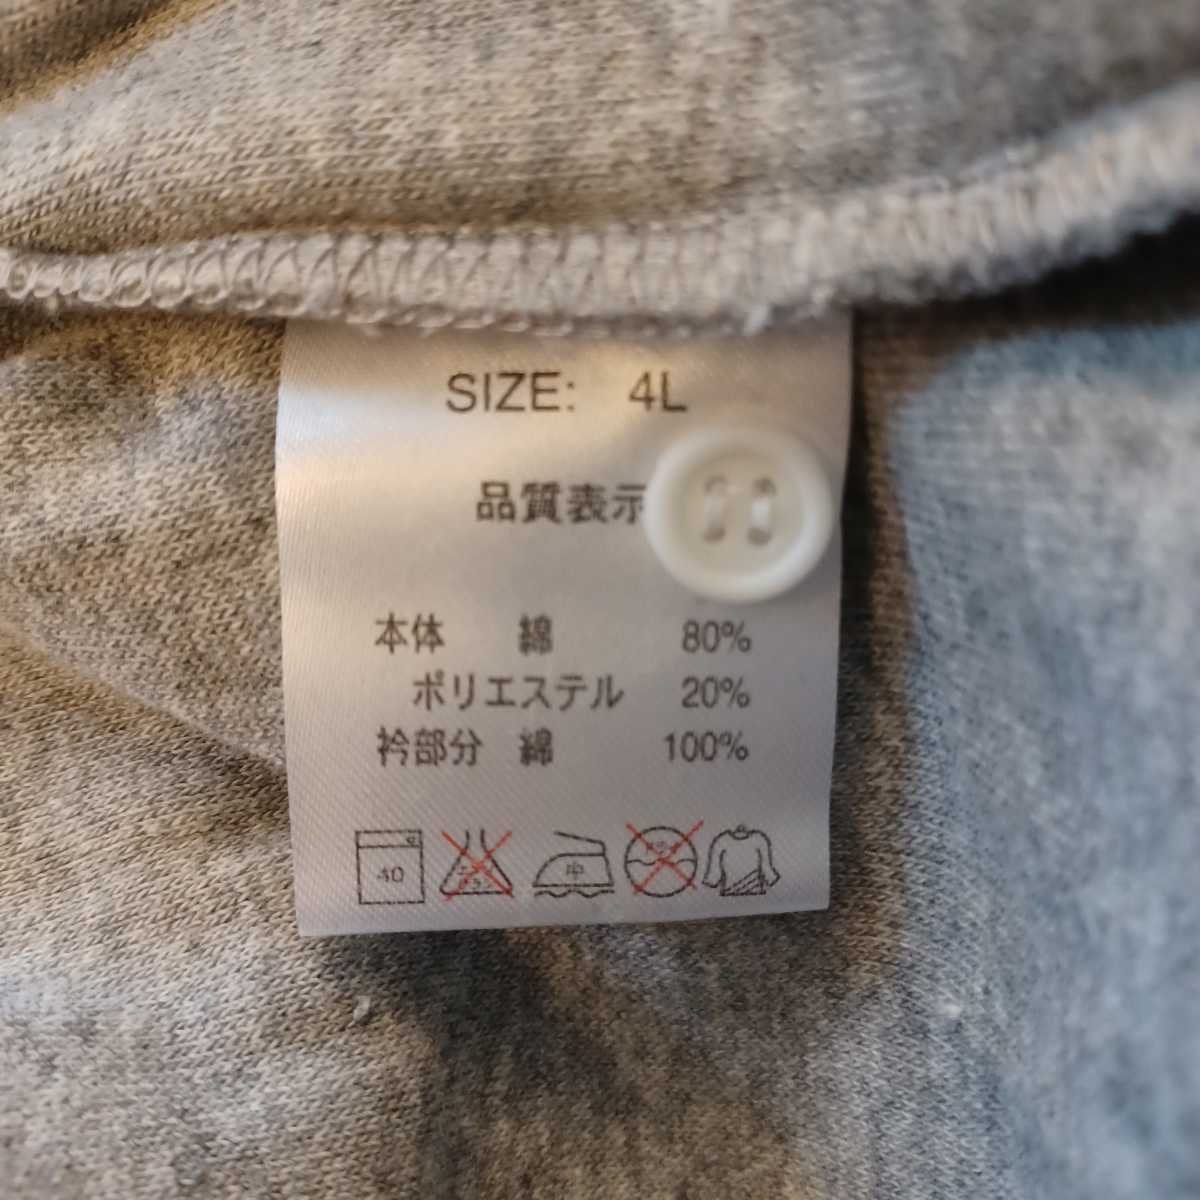 SIZE: 4L
品質表示
本体 綿 80%
ポリエステル 20%
衿部分 綿 100%
40 中